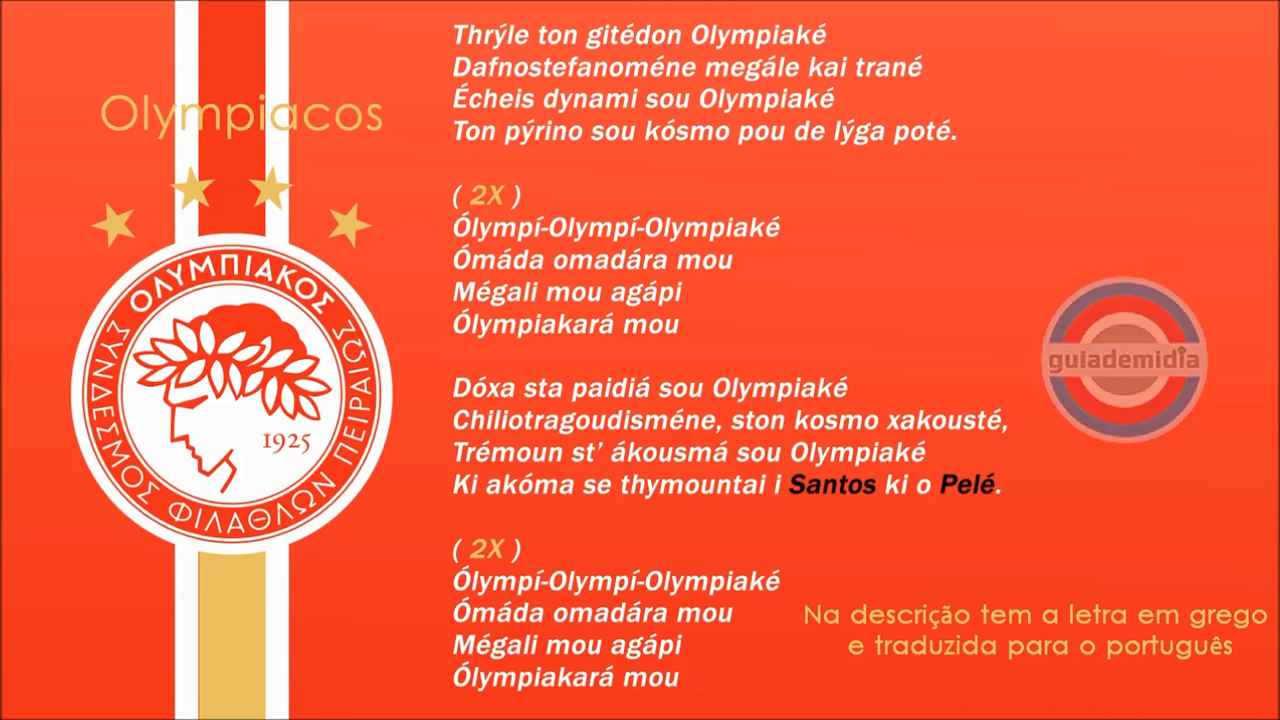 Olympiacos
ΟΛΥΜΠΙΑΚΟΣ
ΣΥΝΔΕΣΜΟΣ ΦΙΛΑΘΛΩΝ ΠΕΙΡΑΙΩΣ
1925
Thrýle ton gitédon Olympiaké
Dafnostefanoméne megále kai trané
Écheis dynami sou Olympiaké
Ton pýrino sou kósmo pou de lýga poté.
( 2X )
Ólympí-Olympí-Olympiaké
Ómáda omadára mou
Mégali mou agápi
Ólympiakará mou
Dóxa sta paidiá sou Olympiaké
Chiliotragoudisméne, ston kosmo xakousté,
Trémoun st’ ákousmá sou Olympiaké
Ki akóma se thymountai i Santos ki o Pelé.
( 2X )
Ólympí-Olympí-Olympiaké
Ómáda omadára mou
Mégali mou agápi
Ólympiakará mou
guiademidia
Na descrição tem a letra em grego
e traduzida para o português